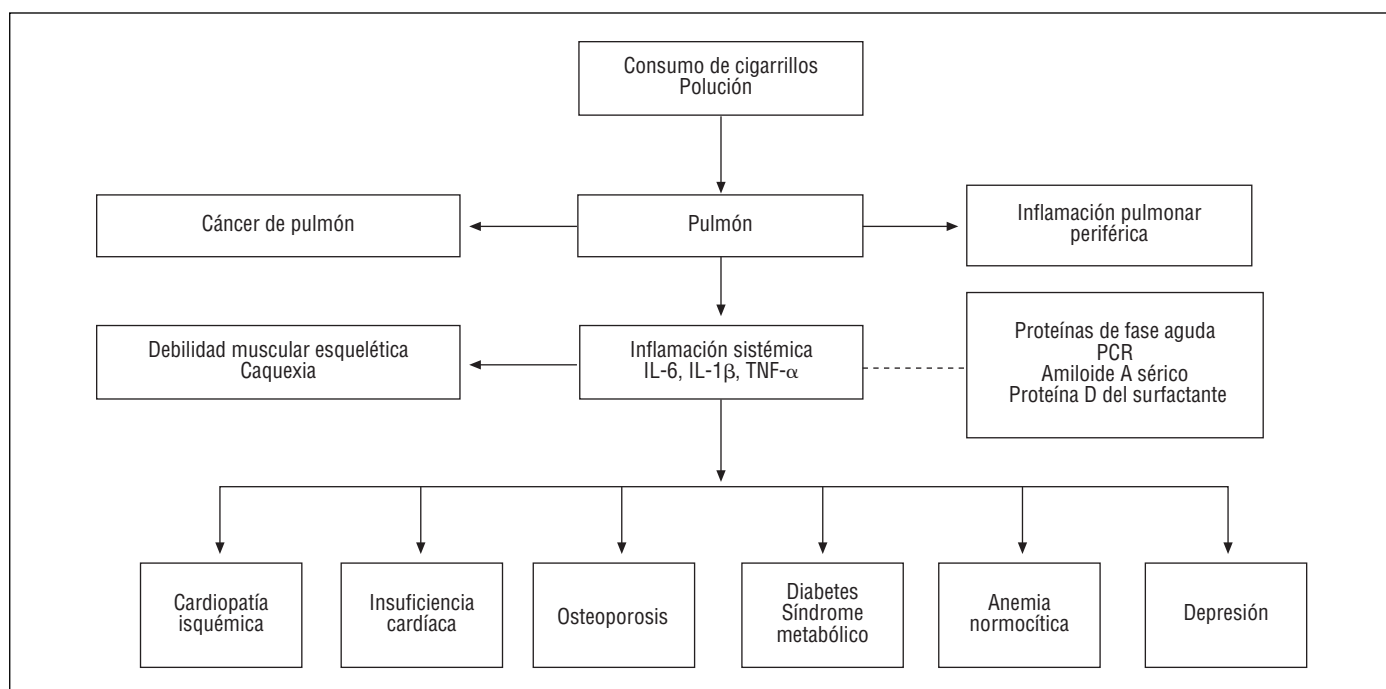 Consumo de cigarrillos
Polución
Cáncer de pulmón
Pulmón
Inflamación pulmonar
periférica
Debilidad muscular esquelética
Caquexia
Inflamación sistémica
IL-6, IL-1β, TNF-α
Proteínas de fase aguda
PCR
Amiloide A sérico
Proteína D del surfactante
Cardiopatía
isquémica
Insuficiencia
cardíaca
Osteoporosis
Diabetes
Síndrome
metabólico
Anemia
normocítica
Depresión